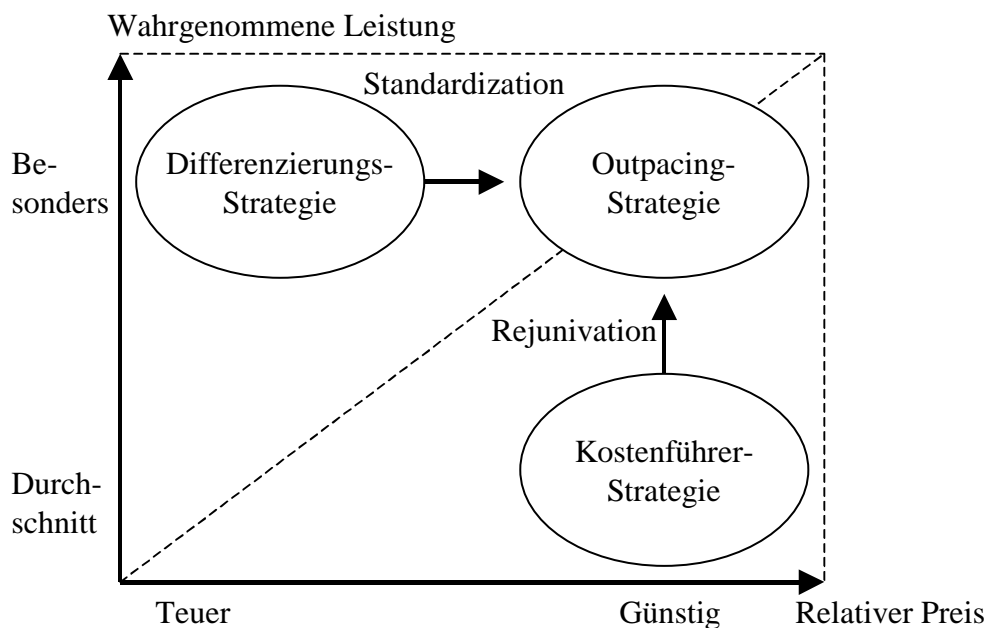 Wahrgenommene Leistung
Standardization
Be-
sonders
Differenzierungs-
Strategie
Outpacing-
Strategie
Rejunivation
Durch-
schnitt
Kostenführer-
Strategie
Teuer
Günstig
Relativer Preis